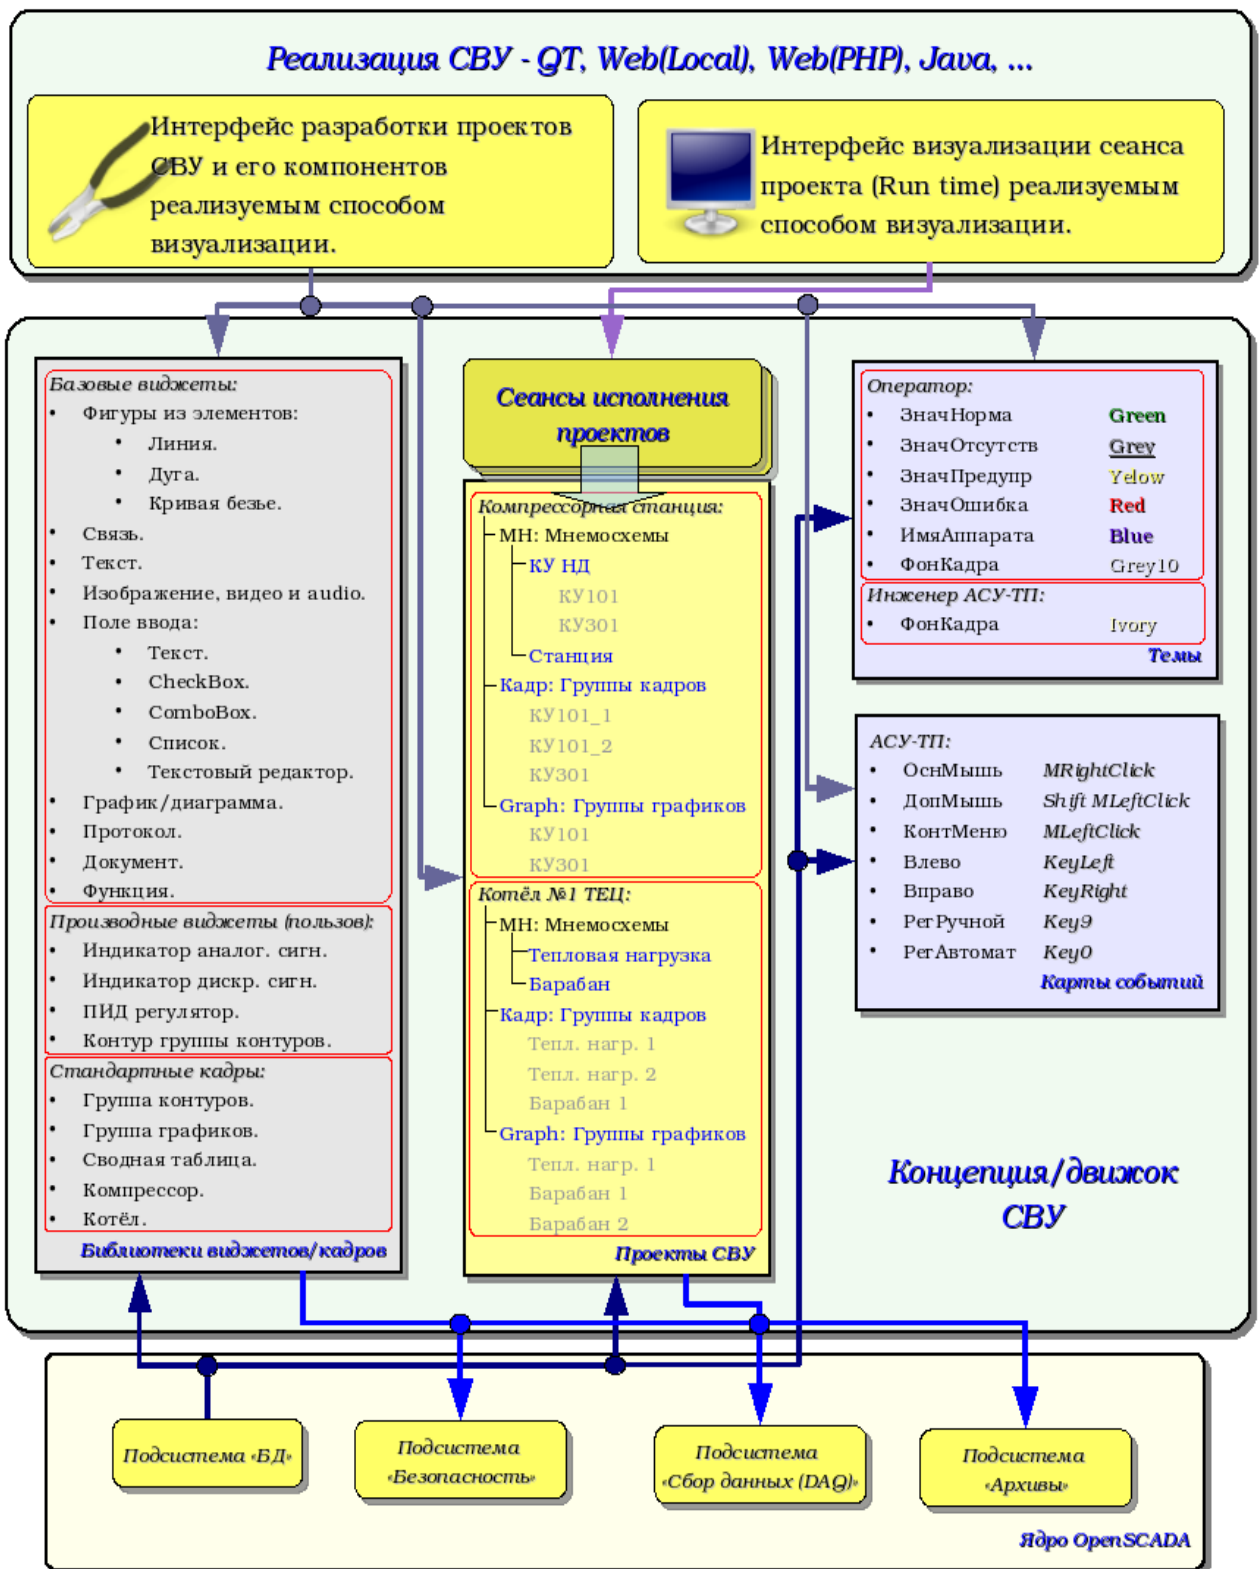 Реализация СВУ - QT, Web(Local), Web(PHP), Java, ...
Интерфейс разработки проектов
СВУ и его компонентов
реализуемым способом
визуализации.
Интерфейс визуализации сеанса
проекта (Run time) реализуемым
способом визуализации.
Базовые виджеты:
• Фигуры из элементов:
• Линия.
• Дуга.
• Кривая безье.
• Связь.
• Текст.
• Изображение, видео и audio.
• Поле ввода:
• Текст.
• CheckBox.
• ComboBox.
• Список.
• Текстовый редактор.
• График/диаграмма.
• Протокол.
• Документ.
• Функция.
Производные виджеты (пользов):
• Индикатор аналог. сигн.
• Индикатор дискр. сигн.
• ПИД регулятор.
• Контур группы контуров.
Стандартные кадры:
• Группа контуров.
• Группа графиков.
• Сводная таблица.
• Компрессор.
• Котёл.
Библиотеки виджетов/кадров
Сеансы исполнения
проектов
Компрессорная станция:
МН: Мнемосхемы
КУ НД
КУ101
КУ301
Станция
Кадр: Группы кадров
КУ101_1
КУ101_2
КУ301
Graph: Группы графиков
КУ101
КУ301
Котёл №1 ТЕЦ:
МН: Мнемосхемы
Тепловая нагрузка
Барабан
Кадр: Группы кадров
Тепл. нагр. 1
Тепл. нагр. 2
Барабан 1
Graph: Группы графиков
Тепл. нагр. 1
Барабан 1
Барабан 2
Проекты СВУ
Оператор:
• ЗначНорма Green
• ЗначОтсутств Grey
• ЗначПредупр Yelow
• ЗначОшибка Red
• ИмяАппарата Blue
• ФонКадра Grey10
Инженер АСУ-ТП:
• ФонКадра Ivory
Темы
АСУ-ТП:
• ОснМышь MRightClick
• ДопМышь Shift MLeftClick
• КонтМеню MLeftClick
• Влево KeyLeft
• Вправо KeyRight
• РегРучной Key9
• РегАвтомат Key0
Карты событий
Концепция/движок
СВУ
Подсистема «БД»
Подсистема
«Безопасность»
Подсистема
«Сбор данных (DAQ)»
Подсистема
«Архивы»
Ядро OpenSCADA